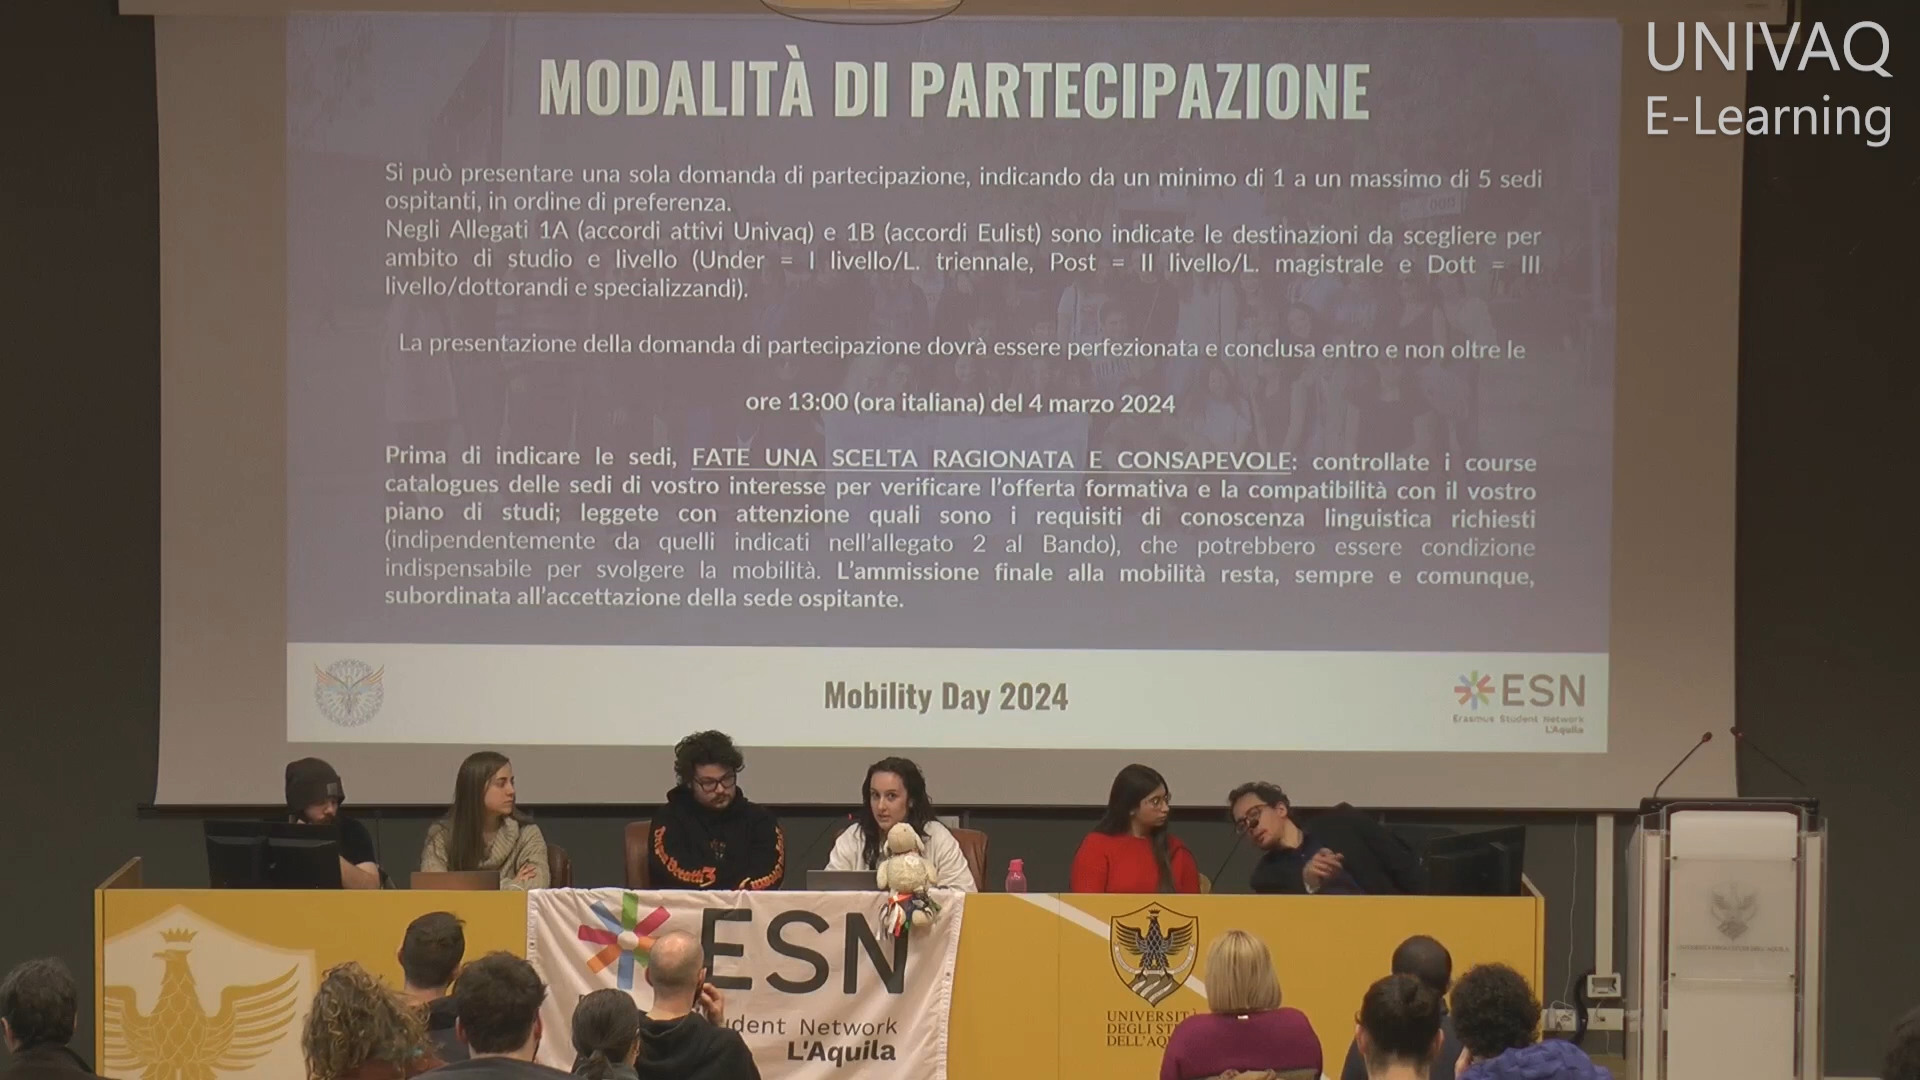 UNIVAQ
E-Learning
MODALITÀ DI PARTECIPAZIONE
Si può presentare una sola domanda di partecipazione, indicando da un minimo di 1 a un massimo di 5 sedi
ospitanti, in ordine di preferenza.
Negli Allegati 1A (accordi attivi Univaq) e 1B (accordi Eulist) sono indicate le destinazioni da scegliere per
ambito di studio e livello (Under = I livello/L. triennale, Post = II livello/L. magistrale e Dott = III
livello/dottorandi e specializzandi).
La presentazione della domanda di partecipazione dovrà essere perfezionata e conclusa entro e non oltre le
ore 13:00 (ora italiana) del 4 marzo 2024
Prima di indicare le sedi, FATE UNA SCELTA RAGIONATA E CONSAPEVOLE: controllate i course
catalogues delle sedi di vostro interesse per verificare l'offerta formativa e la compatibilità con il vostro
piano di studi; leggete con attenzione quali sono i requisiti di conoscenza linguistica richiesti
(indipendentemente da quelli indicati nell'allegato 2 al Bando), che potrebbero essere condizione
indispensabile per svolgere la mobilità. L'ammissione finale alla mobilità resta, sempre e comunque,
subordinata all'accettazione della sede ospitante.
Mobility Day 2024
ESN
Erasmus Student Network
L'Aquila
ESN
dent Network
L'Aquila
UNIVERSIT
DEGLI ST
DELL'AQ